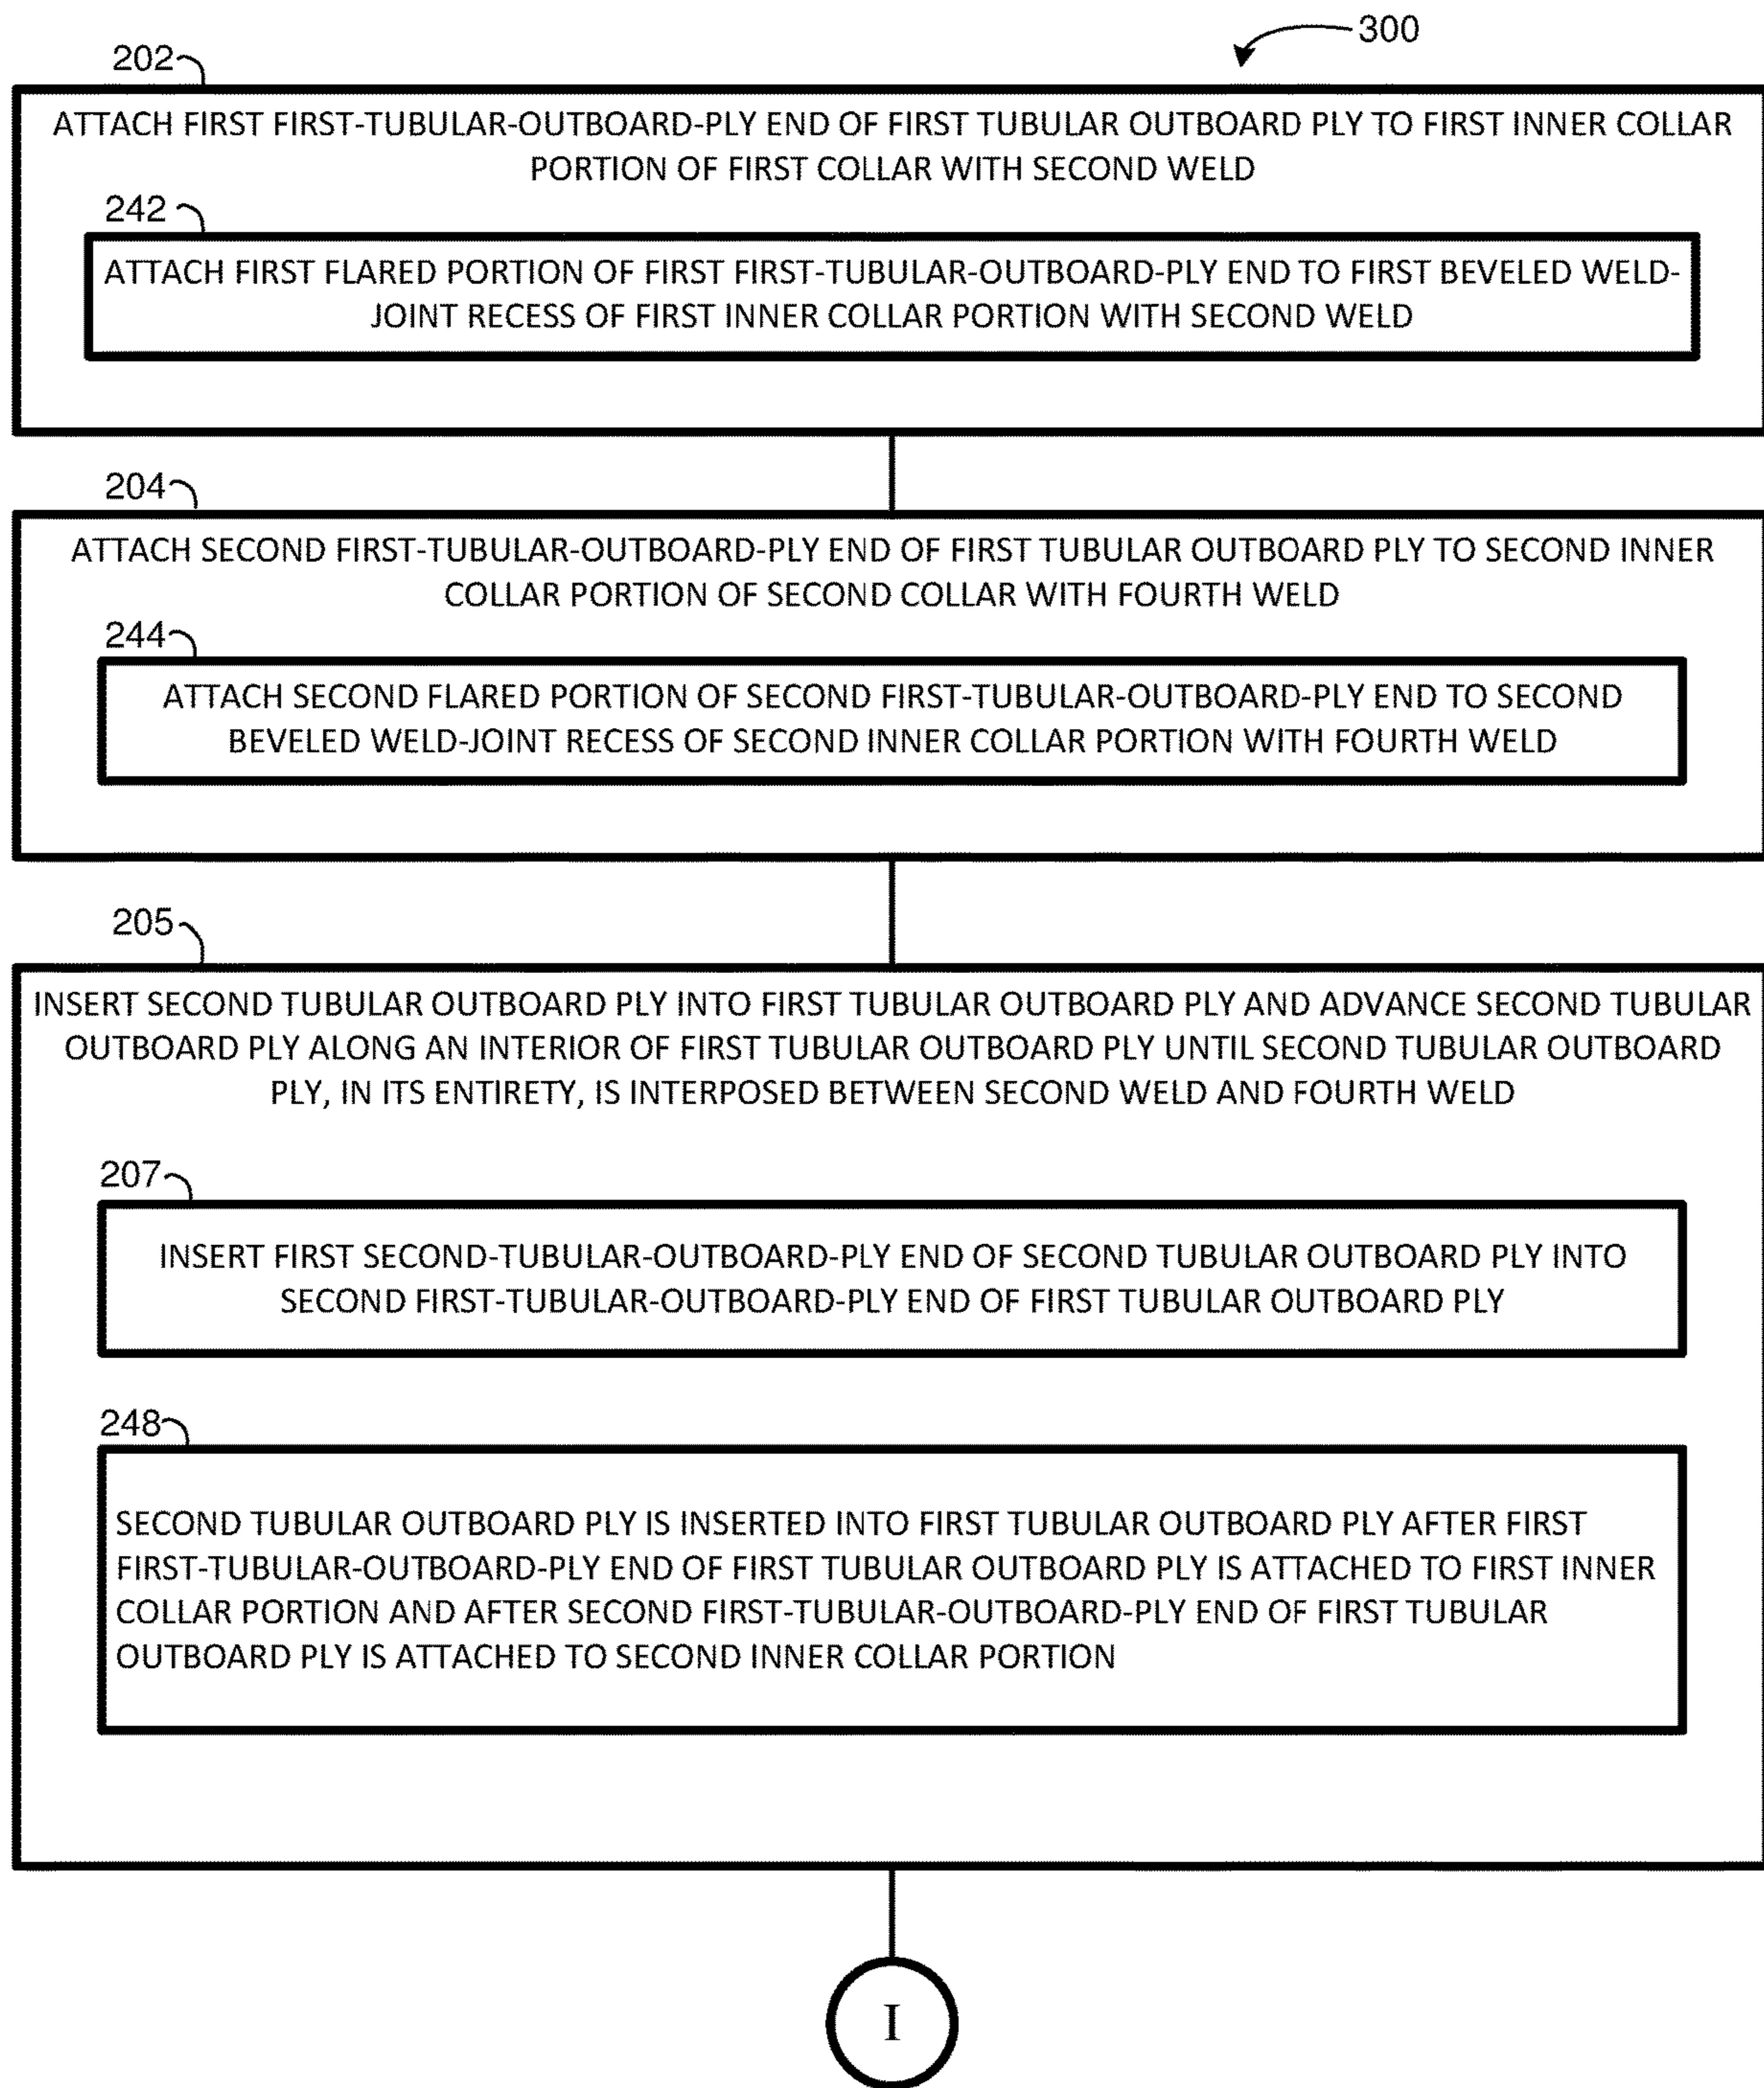 300
202
ATTACH FIRST FIRST-TUBULAR-OUTBOARD-PLY END OF FIRST TUBULAR OUTBOARD PLY TO FIRST INNER COLLAR
PORTION OF FIRST COLLAR WITH SECOND WELD
242
ATTACH FIRST FLARED PORTION OF FIRST FIRST-TUBULAR-OUTBOARD-PLY END TO FIRST BEVELED WELD-
JOINT RECESS OF FIRST INNER COLLAR PORTION WITH SECOND WELD
204
ATTACH SECOND FIRST-TUBULAR-OUTBOARD-PLY END OF FIRST TUBULAR OUTBOARD PLY TO SECOND INNER
COLLAR PORTION OF SECOND COLLAR WITH FOURTH WELD
244
ATTACH SECOND FLARED PORTION OF SECOND FIRST-TUBULAR-OUTBOARD-PLY END TO SECOND
BEVELED WELD-JOINT RECESS OF SECOND INNER COLLAR PORTION WITH FOURTH WELD
205
INSERT SECOND TUBULAR OUTBOARD PLY INTO FIRST TUBULAR OUTBOARD PLY AND ADVANCE SECOND TUBULAR
OUTBOARD PLY ALONG AN INTERIOR OF FIRST TUBULAR OUTBOARD PLY UNTIL SECOND TUBULAR OUTBOARD
PLY, IN ITS ENTIRETY, IS INTERPOSED BETWEEN SECOND WELD AND FOURTH WELD
207
INSERT FIRST SECOND-TUBULAR-OUTBOARD-PLY END OF SECOND TUBULAR OUTBOARD PLY INTO
SECOND FIRST-TUBULAR-OUTBOARD-PLY END OF FIRST TUBULAR OUTBOARD PLY
248
SECOND TUBULAR OUTBOARD PLY IS INSERTED INTO FIRST TUBULAR OUTBOARD PLY AFTER FIRST
FIRST-TUBULAR-OUTBOARD-PLY END OF FIRST TUBULAR OUTBOARD PLY IS ATTACHED TO FIRST INNER
COLLAR PORTION AND AFTER SECOND FIRST-TUBULAR-OUTBOARD-PLY END OF FIRST TUBULAR
OUTBOARD PLY IS ATTACHED TO SECOND INNER COLLAR PORTION
I